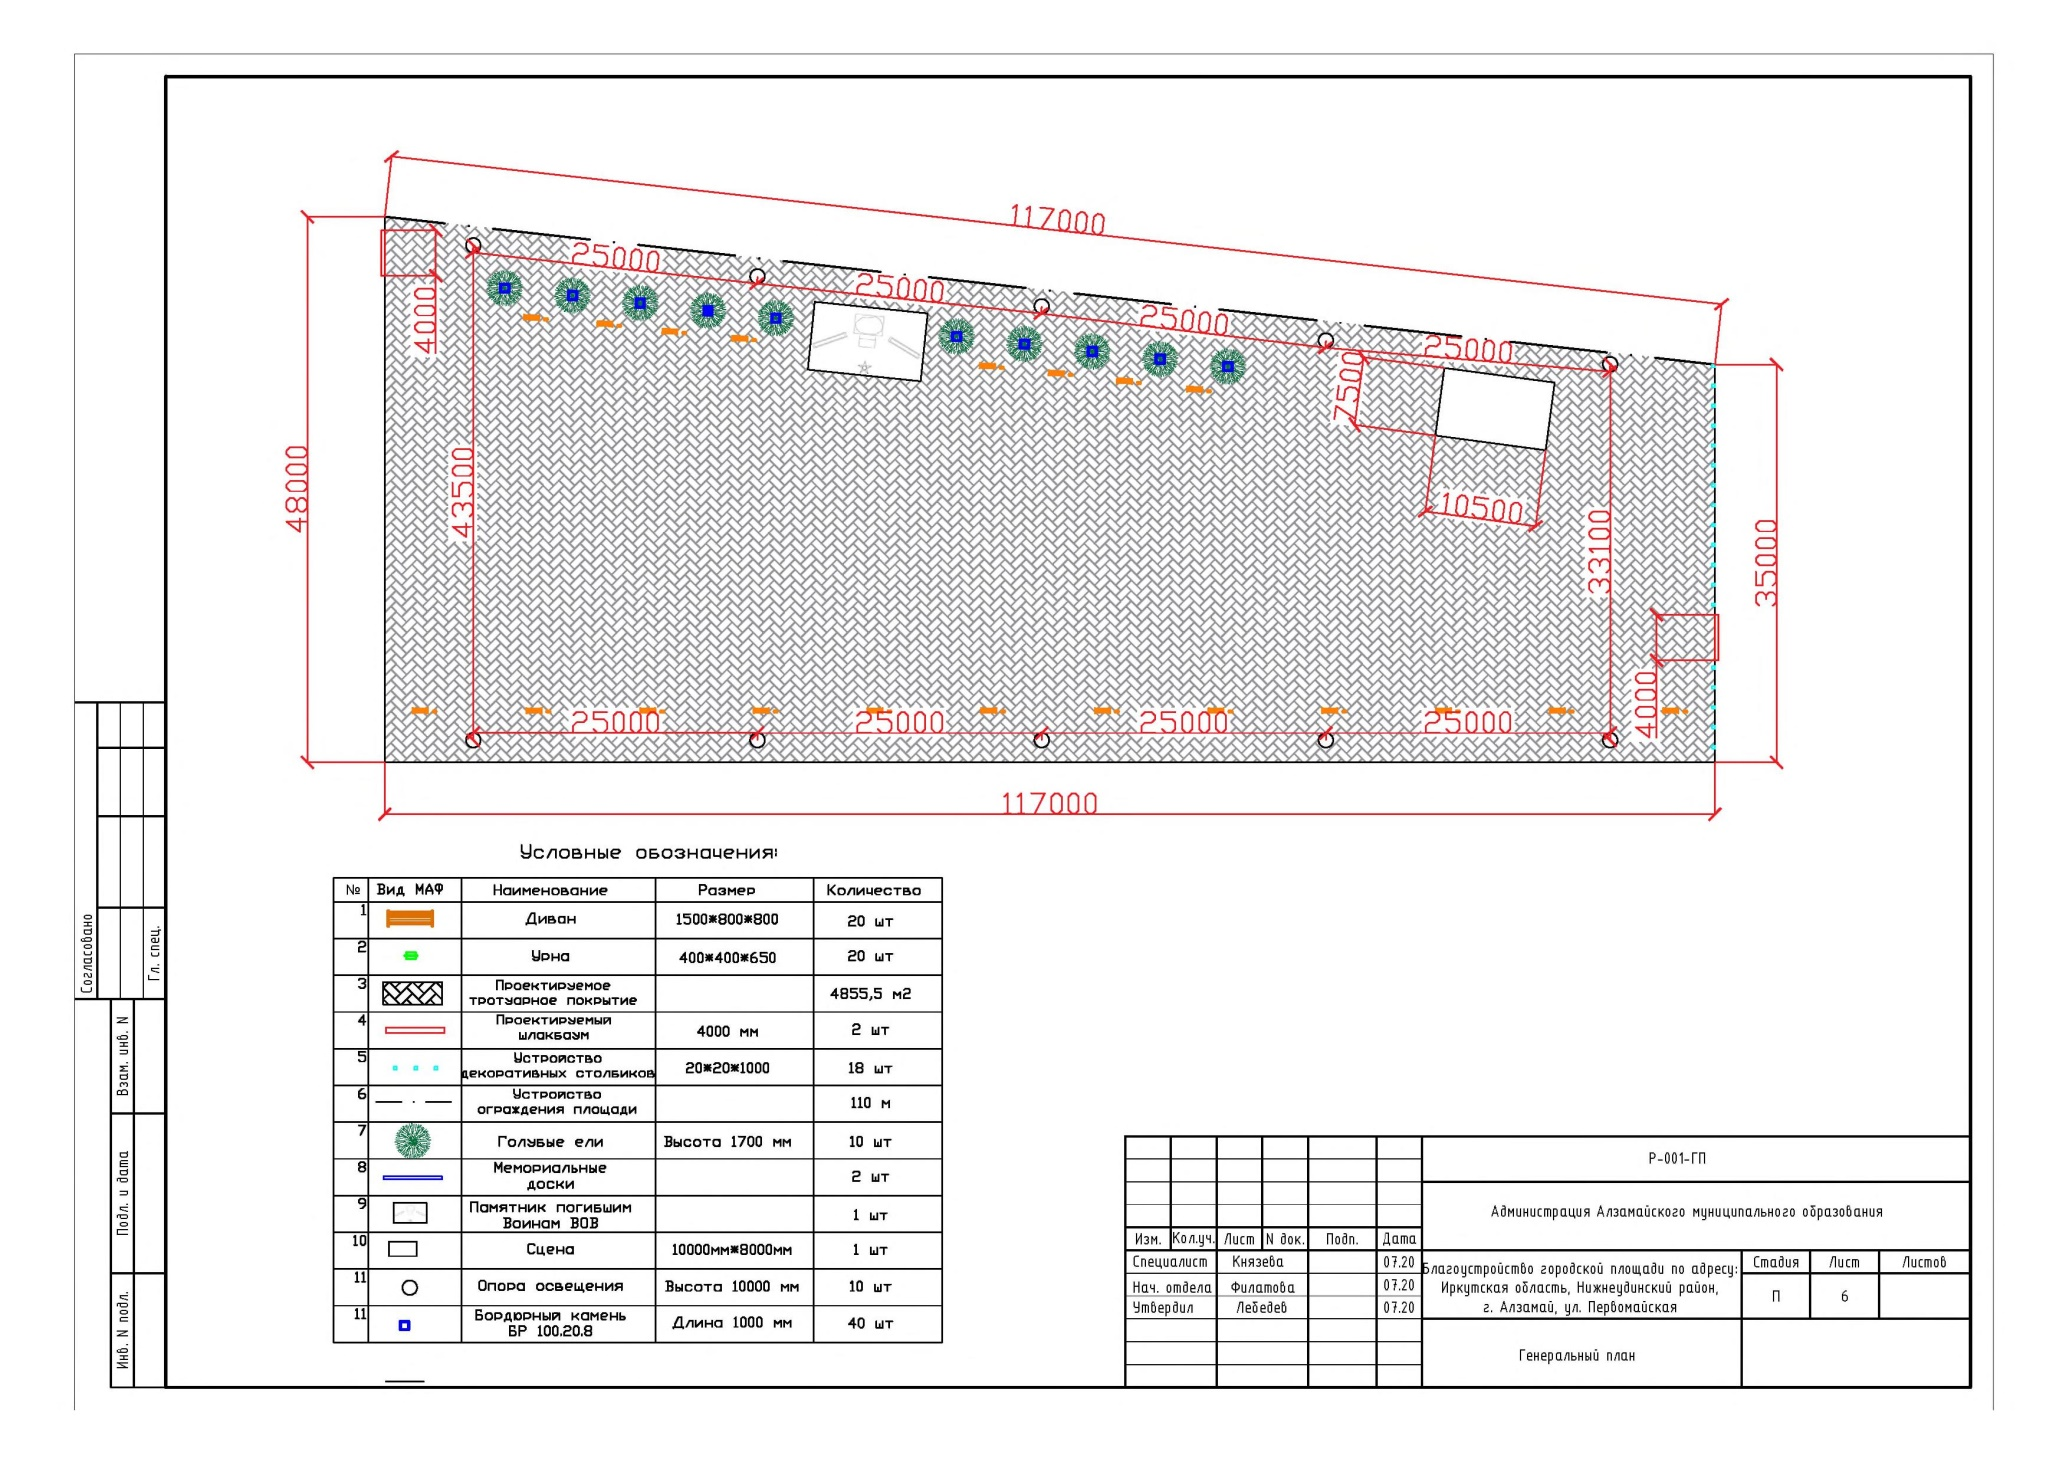 117000
25000
25000
25000
25000
4000
7500
10500
48000
43500
33100
35000
4000
25000
25000
25000
25000
117000
Условные обозначения:
№ Вид МАФ Наименование Размер Количество
1 Диван 1500*800*800 20 шт
2 Урна 400*400*650 20 шт
3 Проектируемое тротуарное покрытие 4855,5 м2
4 Проектируемый шлакбаум 4000 мм 2 шт
5 Устройство декоративных столбиков 20*20*1000 18 шт
6 Устройство ограждения площади 110 м
7 Голубые ели Высота 1700 мм 10 шт
8 Мемориальные доски 2 шт
9 Памятник погибшим Воинам ВОВ 1 шт
10 Сцена 10000мм*8000мм 1 шт
11 Опора освещения Высота 10000 мм 10 шт
11 Бордюрный камень БР 100.20.8 Длина 1000 мм 40 шт
Согласовано
Гл. спец.
Взам. инв. N
Подл. и дата
Инв. N подл.
Р-001-ГП
Администрация Алзамайского муниципального образования
Изм. Кол.уч. Лист N док. Подп. Дата
Специалист Князева 07.20
Нач. отдела Филатова 07.20
Утвердил Лебедев 07.20
Благоустройство городской площади по адресу:
Иркутская область, Нижнеудинский район,
г. Алзамай, ул. Первомайская
Стадия Лист Листов
П 6
Генеральный план